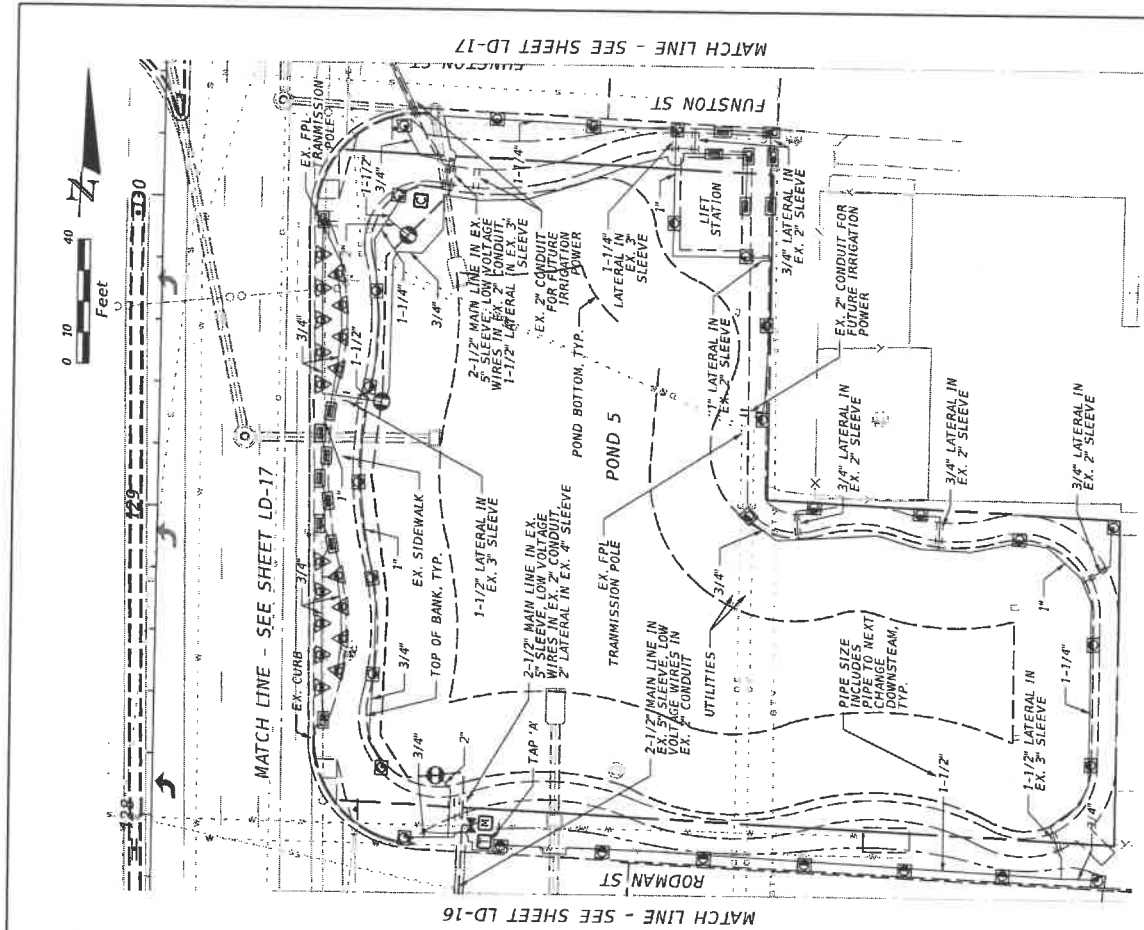 MATCH LINE - SEE SHEET LD-17
FUNSTON ST
FUNSTON ST
0 10 40
Feet
N
128
129
130
MATCH LINE - SEE SHEET LD-17
EX. CURB
3/4"
3/4"
EX. FPL
RANMISSION
POLE
1-1/2"
3/4"
2"
1-1/2"
1-1/4"
3/4"
1-1/4"
C
1"
1"
3/4"
EX. SIDEWALK
TOP OF BANK, TYP.
1-1/2" LATERAL IN
EX. 3" SLEEVE
2-1/2" MAIN LINE IN EX.
5" SLEEVE, LOW VOLTAGE
WIRES IN EX. 2" CONDUIT,
1-1/2" LATERAL IN EX. 3"
SLEEVE
EX. 2" CONDUIT
FOR FUTURE
IRRIGATION
POWER
1-1/4"
LATERAL IN
EX. 3"
SLEEVE
1"
LIFT
STATION
3/4" LATERAL IN
EX. 2" SLEEVE
POND BOTTOM, TYP.
POND 5
1" LATERAL IN
EX. 2" SLEEVE
EX. 2" CONDUIT FOR
FUTURE IRRIGATION
POWER
2-1/2" MAIN LINE IN EX.
5" SLEEVE, LOW VOLTAGE
WIRES IN EX. 2" CONDUIT
2" LATERAL IN EX. 4" SLEEVE
3/4"
2"
TAP 'A'
M
2-1/2" MAIN LINE IN
EX. 5" SLEEVE, LOW
VOLTAGE WIRES IN
EX. 2" CONDUIT
EX. FPL
TRANMISSION POLE
UTILITIES
3/4"
3/4" LATERAL IN
EX. 2" SLEEVE
3/4" LATERAL IN
EX. 2" SLEEVE
3/4" LATERAL IN
EX. 2" SLEEVE
1"
PIPE SIZE
INCLUDES
PIPE TO NEXT
CHANGE
DOWNSTEAM,
TYP.
1-1/2"
1-1/4"
1-1/2" LATERAL IN
EX. 3" SLEEVE
3/4"
RODMAN ST
MATCH LINE - SEE SHEET LD-16